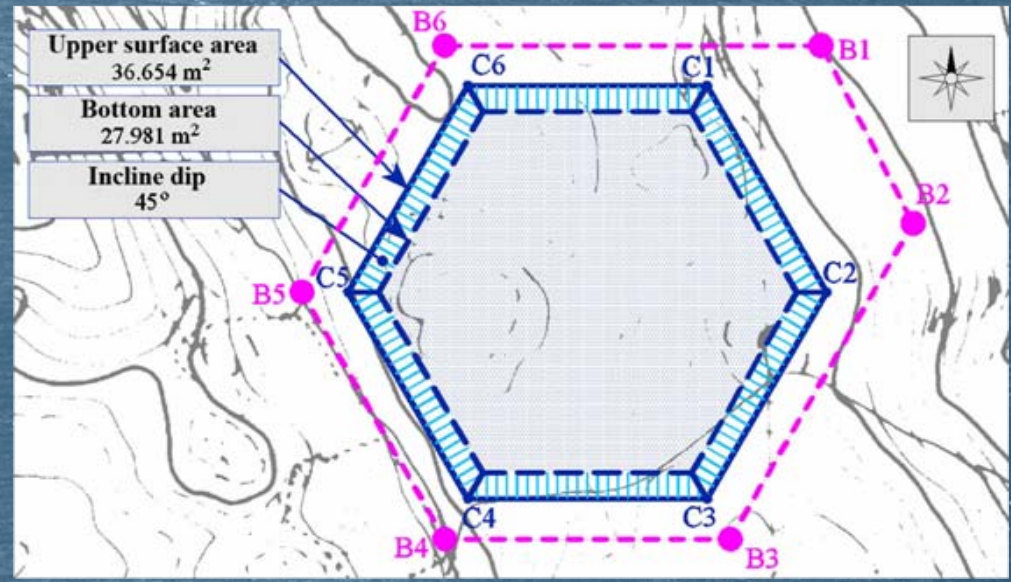 Upper surface area
36.654 m²
Bottom area
27.981 m²
Incline dip
45°
B6
B1
C6
C1
B2
C5
C2
B5
C4
C3
B4
B3